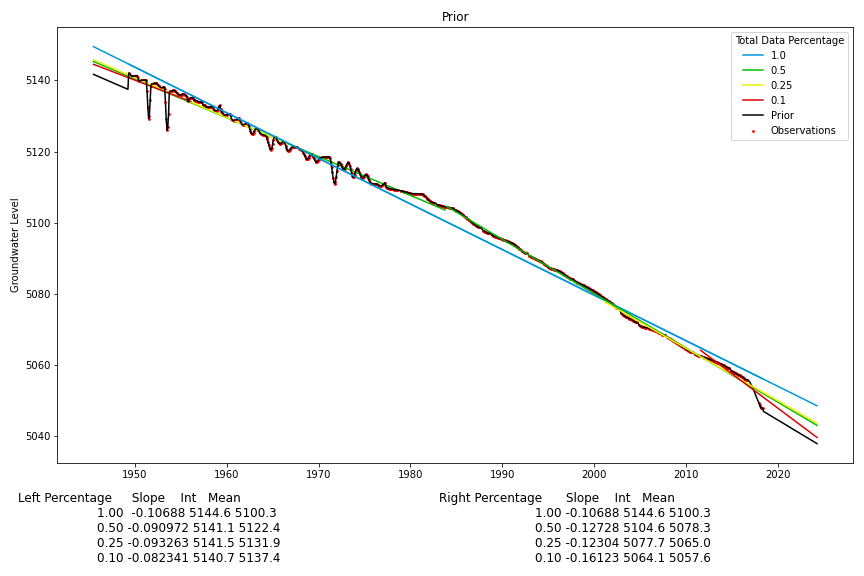 Prior
Total Data Percentage
1.0
0.5
0.25
0.1
Prior
Observations
Groundwater Level
5140
5120
5100
5080
5060
5040
1950 1960 1970 1980 1990 2000 2010 2020
Left Percentage Slope Int Mean
1.00 -0.10688 5144.6 5100.3
0.50 -0.090972 5141.1 5122.4
0.25 -0.093263 5141.5 5131.9
0.10 -0.082341 5140.7 5137.4
Right Percentage Slope Int Mean
1.00 -0.10688 5144.6 5100.3
0.50 -0.12728 5104.6 5078.3
0.25 -0.12304 5077.7 5065.0
0.10 -0.16123 5064.1 5057.6